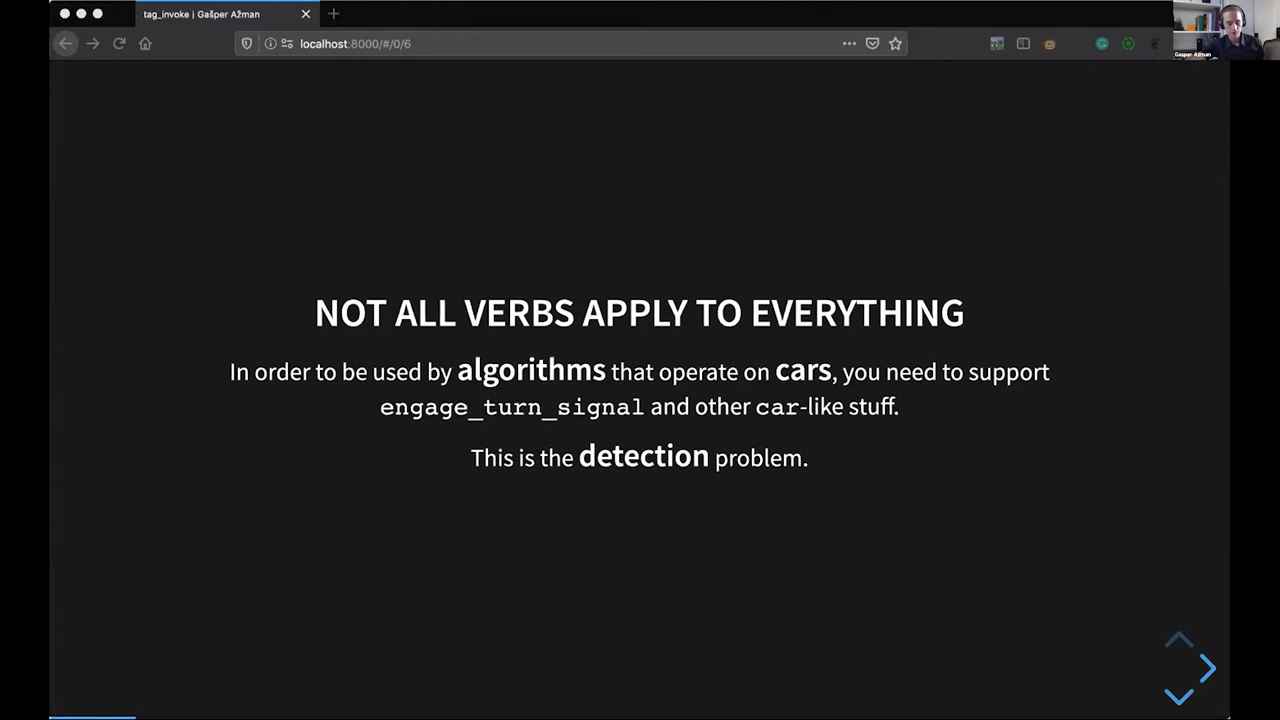 tag_invoke | Gašper Ažman
localhost:8000/#/0/6
Gašper Ažman
NOT ALL VERBS APPLY TO EVERYTHING
In order to be used by algorithms that operate on cars, you need to support
engage_turn_signal and other car-like stuff.
This is the detection problem.